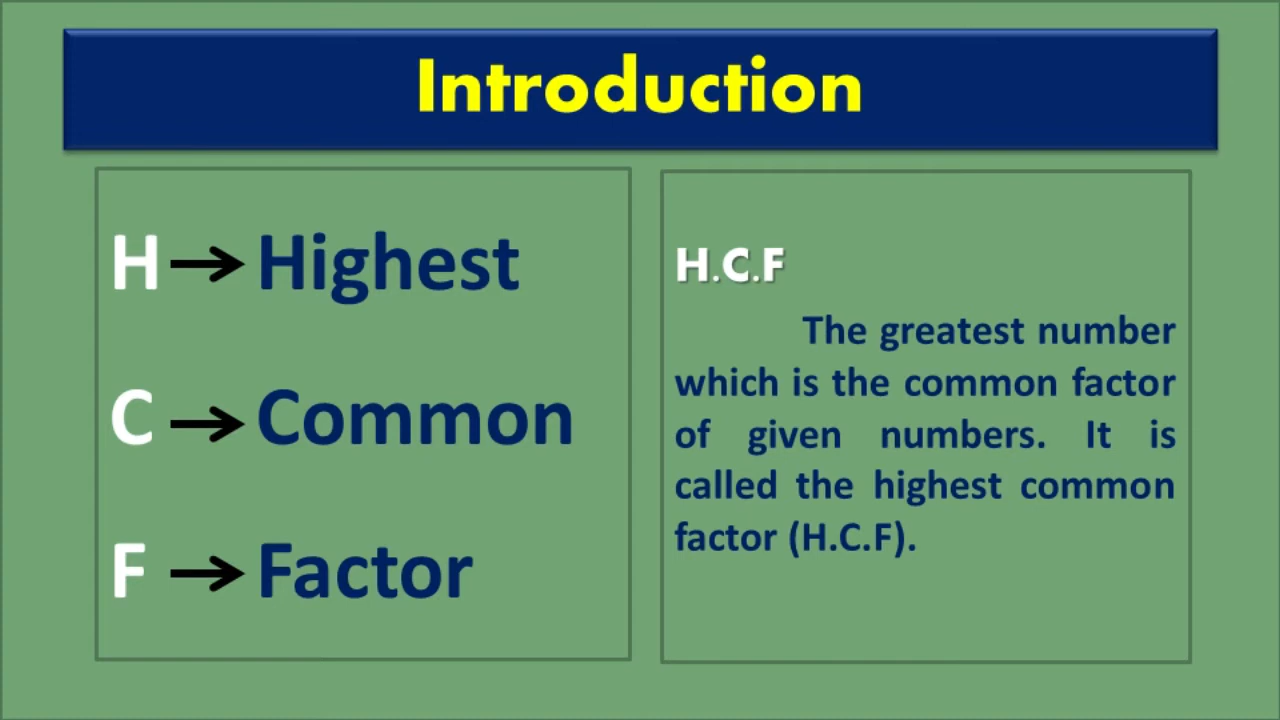 Introduction
H → Highest
C → Common
F → Factor
H.C.F
The greatest number
which is the common factor
of given numbers. It is
called the highest common
factor (H.C.F).